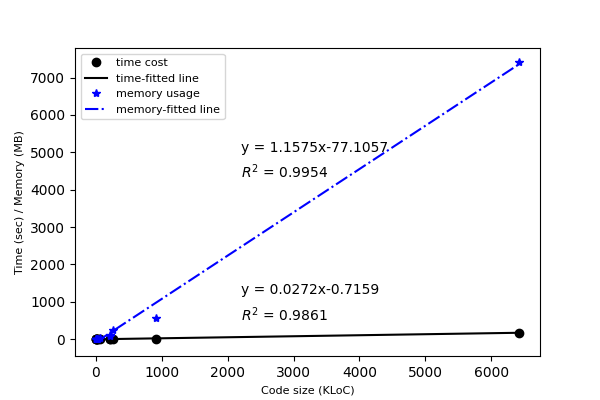 time cost
time-fitted line
memory usage
memory-fitted line
7000
6000
5000
4000
3000
2000
1000
0
Time (sec) / Memory (MB)
y = 1.1575x-77.1057
R² = 0.9954
y = 0.0272x-0.7159
R² = 0.9861
0 1000 2000 3000 4000 5000 6000
Code size (KLoC)